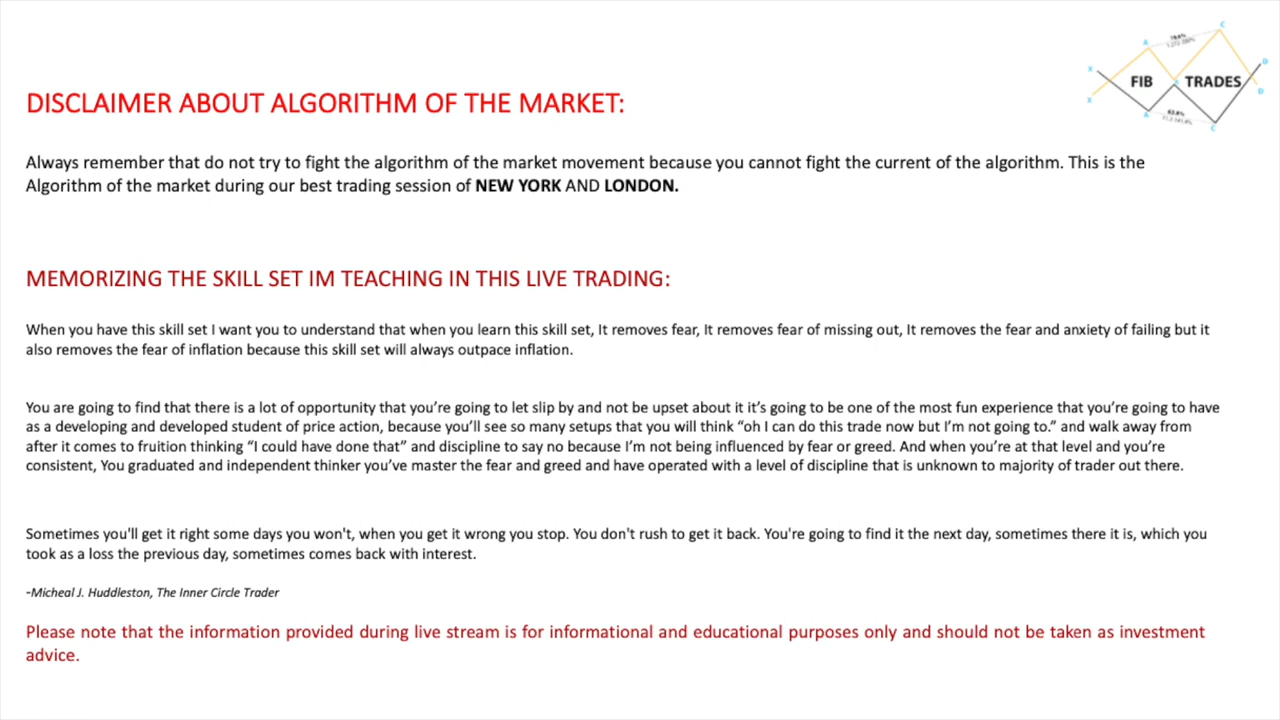 DISCLAIMER ABOUT ALGORITHM OF THE MARKET:
FIB TRADES
X
A
C
D
X
A
C
D
Always remember that do not try to fight the algorithm of the market movement because you cannot fight the current of the algorithm. This is the
Algorithm of the market during our best trading session of NEW YORK AND LONDON.
MEMORIZING THE SKILL SET IM TEACHING IN THIS LIVE TRADING:
When you have this skill set I want you to understand that when you learn this skill set, It removes fear, It removes fear of missing out, It removes the fear and anxiety of failing but it
also removes the fear of inflation because this skill set will always outpace inflation.
You are going to find that there is a lot of opportunity that you’re going to let slip by and not be upset about it it’s going to be one of the most fun experience that you’re going to have
as a developing and developed student of price action, because you’ll see so many setups that you will think “oh I can do this trade now but I’m not going to.” and walk away from
after it comes to fruition thinking “I could have done that” and discipline to say no because I’m not being influenced by fear or greed. And when you’re at that level and you’re
consistent, You graduated and independent thinker you’ve master the fear and greed and have operated with a level of discipline that is unknown to majority of trader out there.
Sometimes you'll get it right some days you won't, when you get it wrong you stop. You don't rush to get it back. You're going to find it the next day, sometimes there it is, which you
took as a loss the previous day, sometimes comes back with interest.
-Micheal J. Huddleston, The Inner Circle Trader
Please note that the information provided during live stream is for informational and educational purposes only and should not be taken as investment
advice.